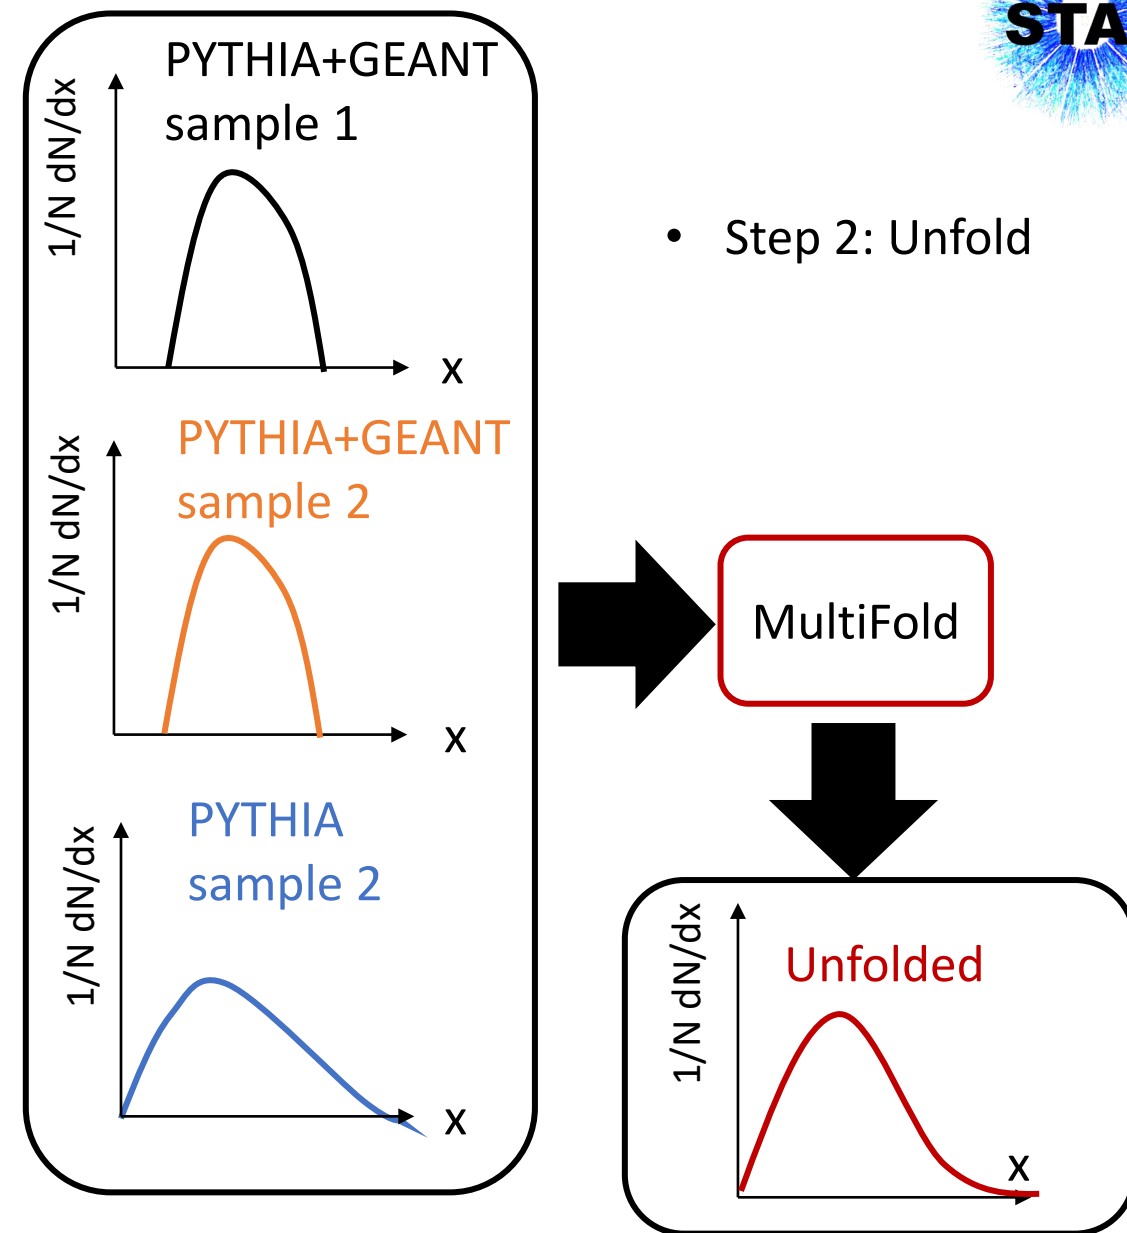 STA
PYTHIA+GEANT
sample 1
1/N dN/dx
x
• Step 2: Unfold
PYTHIA+GEANT
sample 2
1/N dN/dx
x
MultiFold
PYTHIA
sample 2
1/N dN/dx
x
Unfolded
1/N dN/dx
x